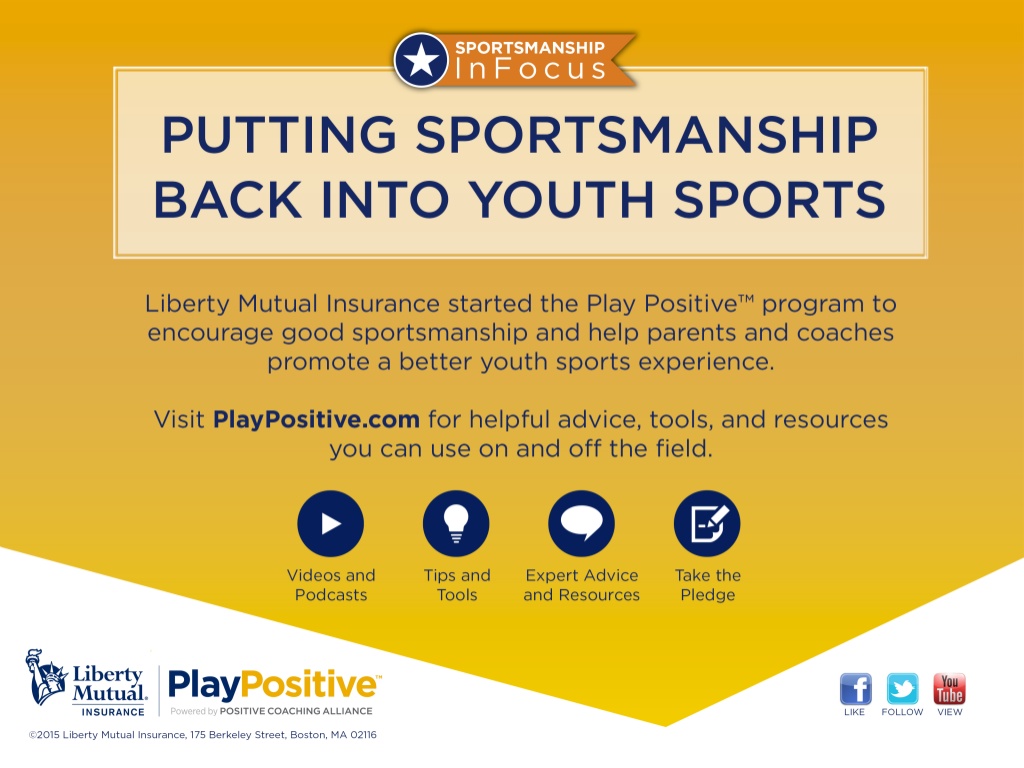 SPORTSMANSHIP
InFocus
PUTTING SPORTSMANSHIP
BACK INTO YOUTH SPORTS
Liberty Mutual Insurance started the Play Positive™ program to
encourage good sportsmanship and help parents and coaches
promote a better youth sports experience.
Visit PlayPositive.com for helpful advice, tools, and resources
you can use on and off the field.
Videos and
Podcasts
Tips and
Tools
Expert Advice
and Resources
Take the
Pledge
Liberty
Mutual.
INSURANCE
PlayPositive™
Powered by POSITIVE COACHING ALLIANCE
f
You
Tube
LIKE
FOLLOW
VIEW
©2015 Liberty Mutual Insurance, 175 Berkeley Street, Boston, MA 02116